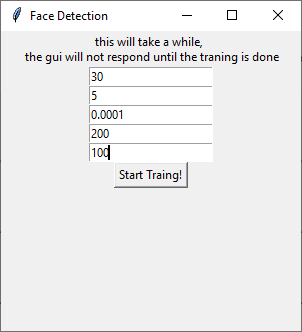 Face Detection
this will take a while,
the gui will not respond until the traning is done
30
5
0.0001
200
100
Start Traing!